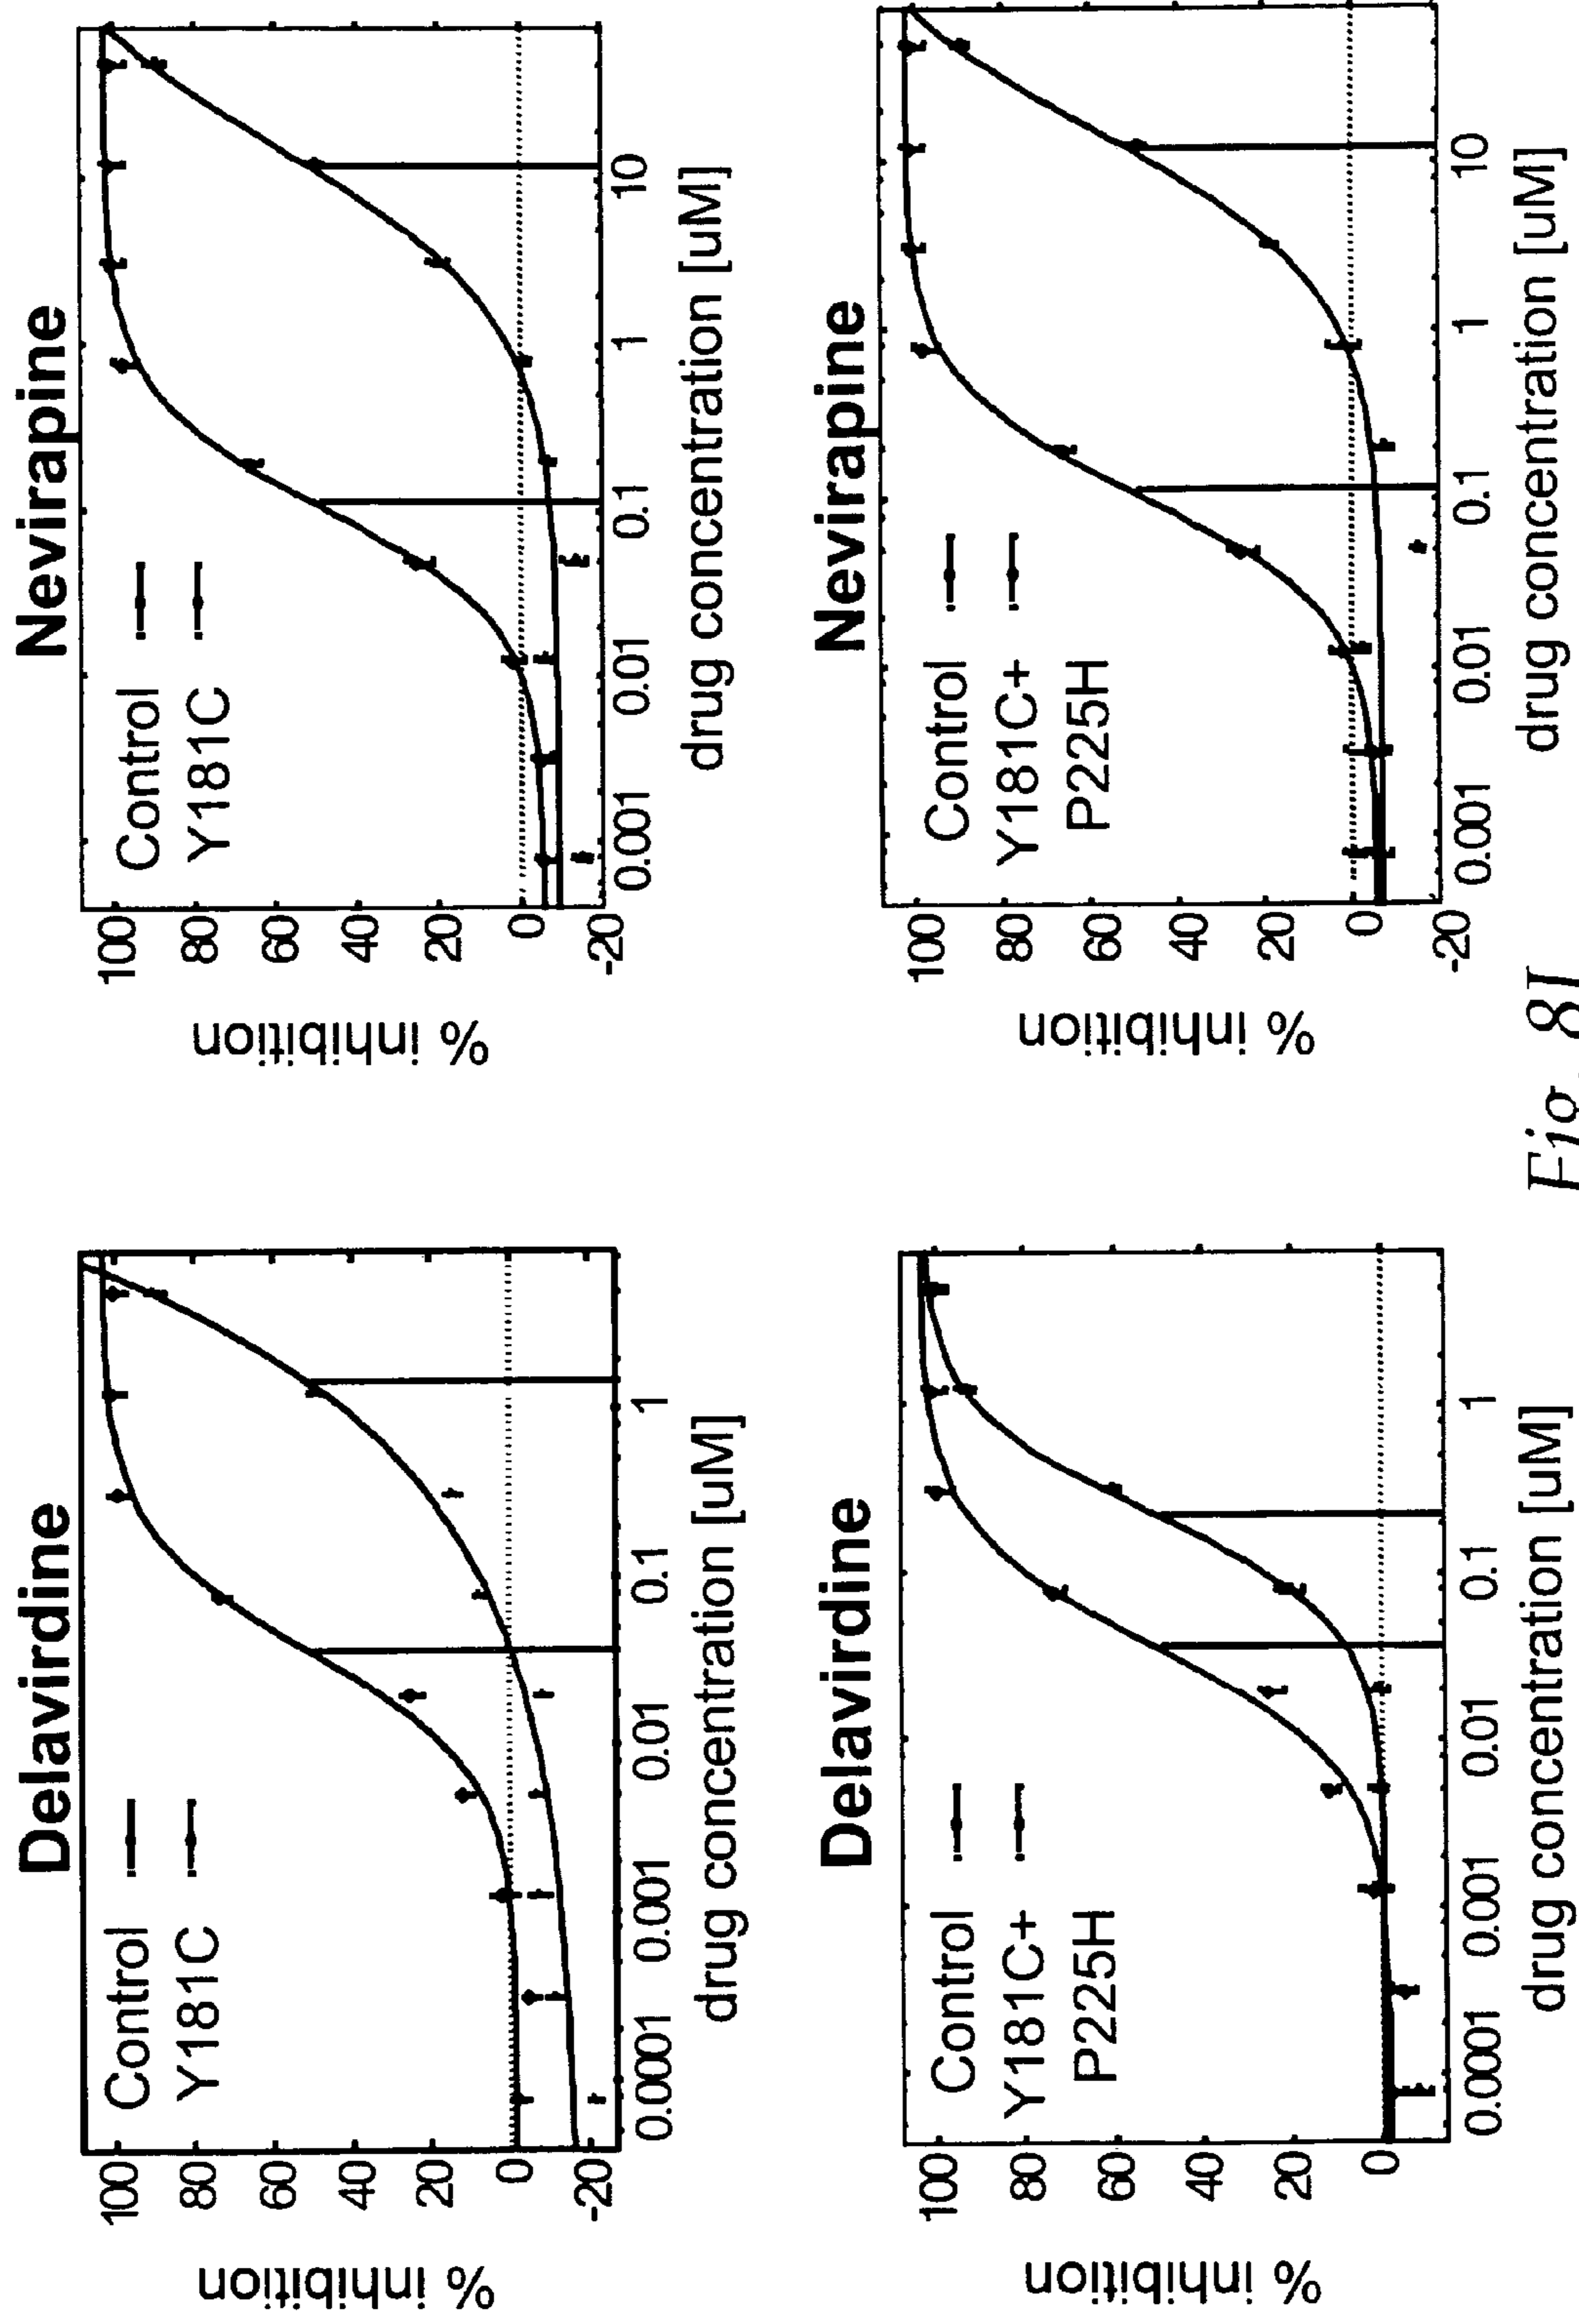 Delavirdine
Control
Y181C
100
80
60
40
20
0
-20
% inhibition
0.0001 0.001 0.01 0.1 1
drug concentration [uM]
Nevirapine
Control
Y181C
100
80
60
40
20
0
-20
% inhibition
0.001 0.01 0.1 1 10
drug concentration [uM]
Delavirdine
Control
Y181C+
P225H
100
80
60
40
20
0
% inhibition
0.0001 0.001 0.01 0.1 1
drug concentration [uM]
Nevirapine
Control
Y181C+
P225H
100
80
60
40
20
0
-20
% inhibition
0.001 0.01 0.1 1 10
drug concentration [uM]
Fig.